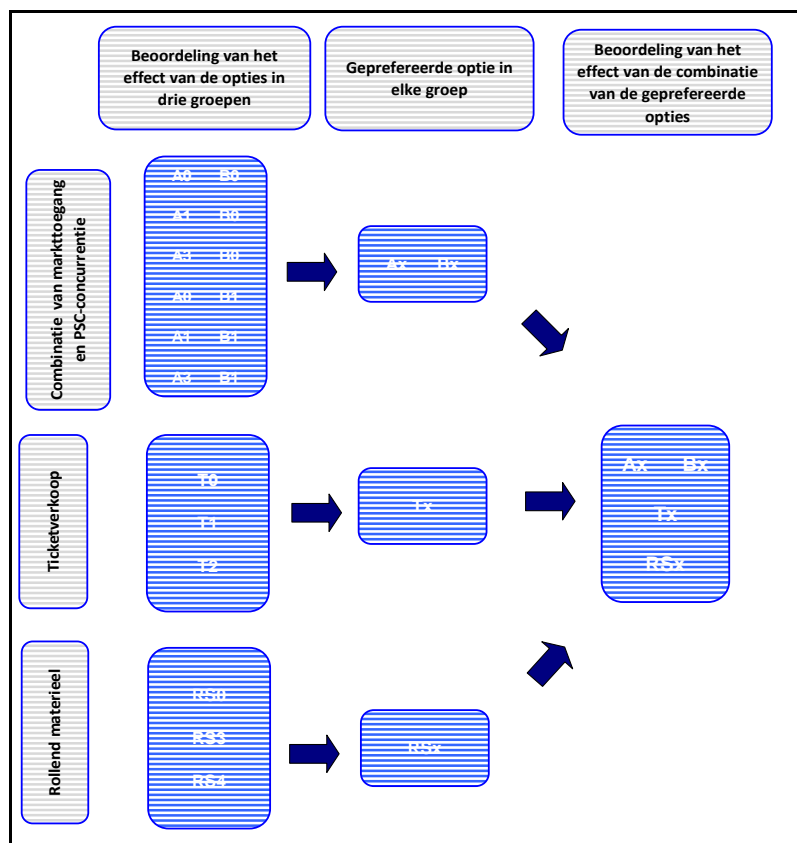 Beoordeling van het
effect van de opties in
drie groepen
Geprefereerde optie in
elke groep
Beoordeling van het
effect van de combinatie
van de geprefereerde
opties
Combinatie van markttoegang
en PSC-concurrentie
A0 B0
A1 B0
A3 B0
A0 B1
A1 B1
A3 B1
Ax Bx
Ticketverkoop
T0
T1
T2
Tx
Ax Bx
Tx
RSx
Rollend materieel
RS0
RS3
RS4
RSx